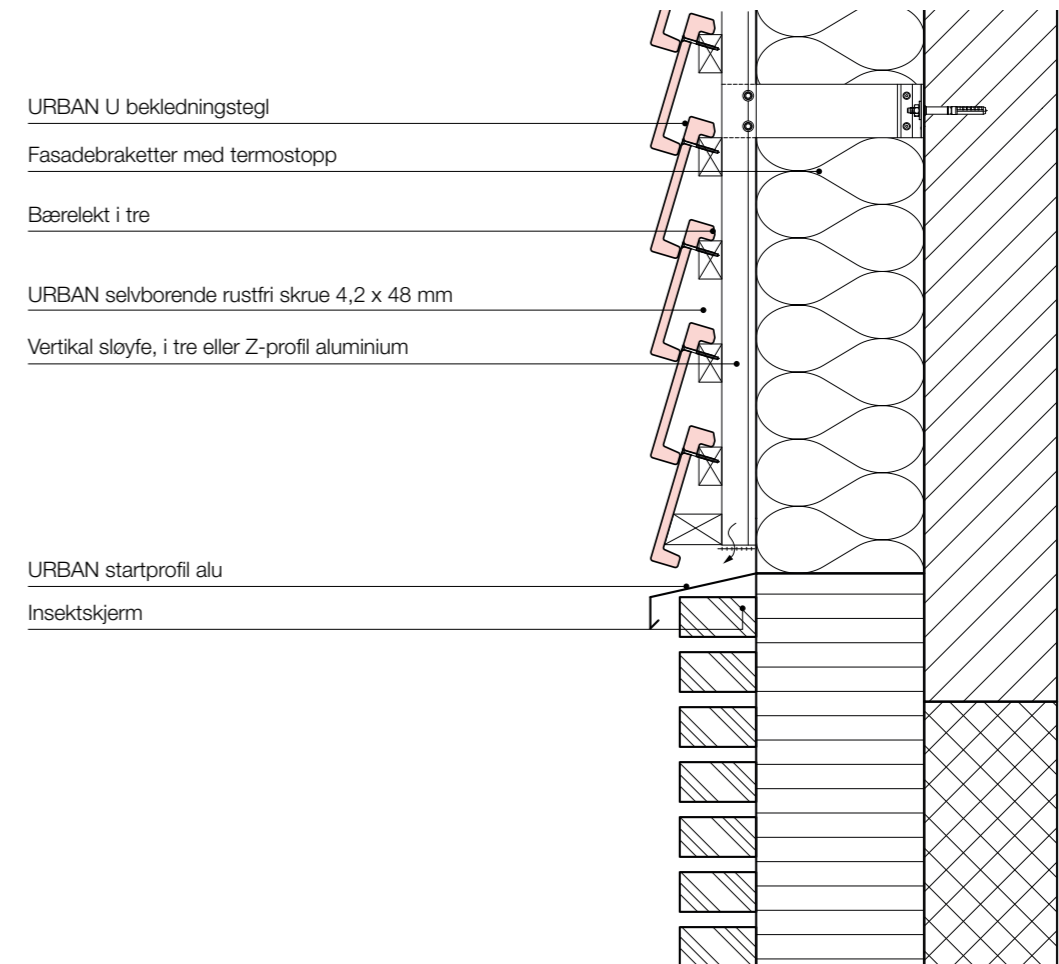 URBAN U bekledningstegl
Fasadebraketter med termostopp
Bærelekt i tre
URBAN selvborende rustfri skrue 4,2 x 48 mm
Vertikal sløyfe, i tre eller Z-profil aluminium
URBAN startprofil alu
Insektskjerm